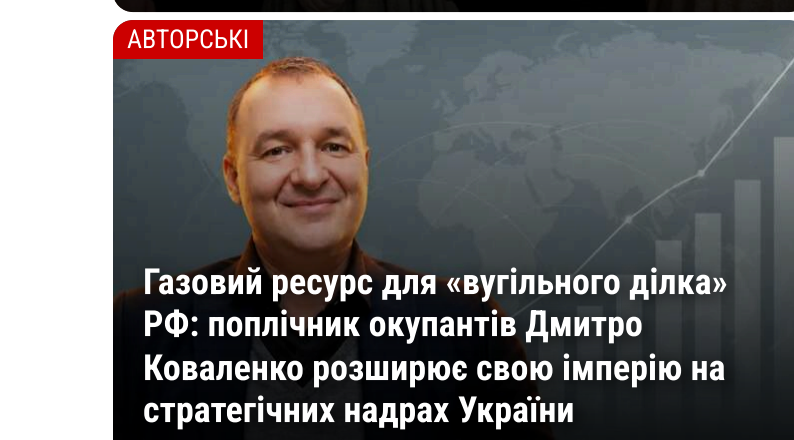 АВТОРСЬКІ
Газовий ресурс для «вугільного ділка»
РФ: поплічник окупантів Дмитро
Коваленко розширює свою імперію на
стратегічних надрах України